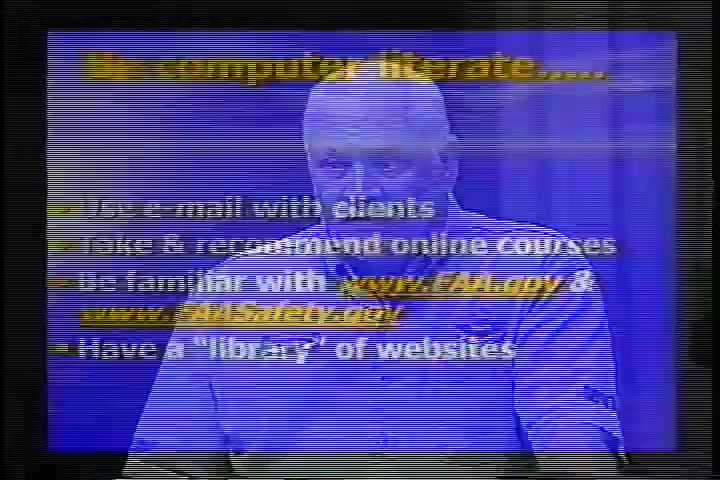 Be computer literate.....
Use e-mail with clients
Take & recommend online courses
Be familiar with www.FAA.gov &
www.FAASafety.gov
Have a "library" of websites